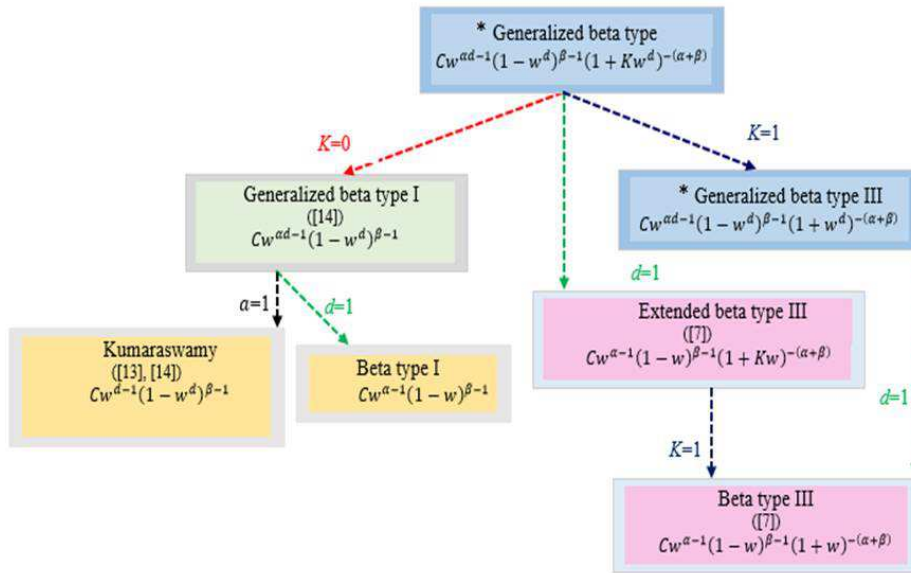 * Generalized beta type
Cw^{αd−1}(1 − w^d)^{β−1}(1 + Kw^d)^{−(α+β)}
K=0
K=1
Generalized beta type I
([14])
Cw^{αd−1}(1 − w^d)^{β−1}
* Generalized beta type III
Cw^{αd−1}(1 − w^d)^{β−1}(1 + w^d)^{−(α+β)}
d=1
a=1
d=1
Extended beta type III
([7])
Cw^{α−1}(1 − w)^{β−1}(1 + Kw)^{−(α+β)}
Kumaraswamy
([13], [14])
Cw^{d−1}(1 − w^d)^{β−1}
Beta type I
Cw^{α−1}(1 − w)^{β−1}
d=1
K=1
Beta type III
([7])
Cw^{α−1}(1 − w)^{β−1}(1 + w)^{−(α+β)}